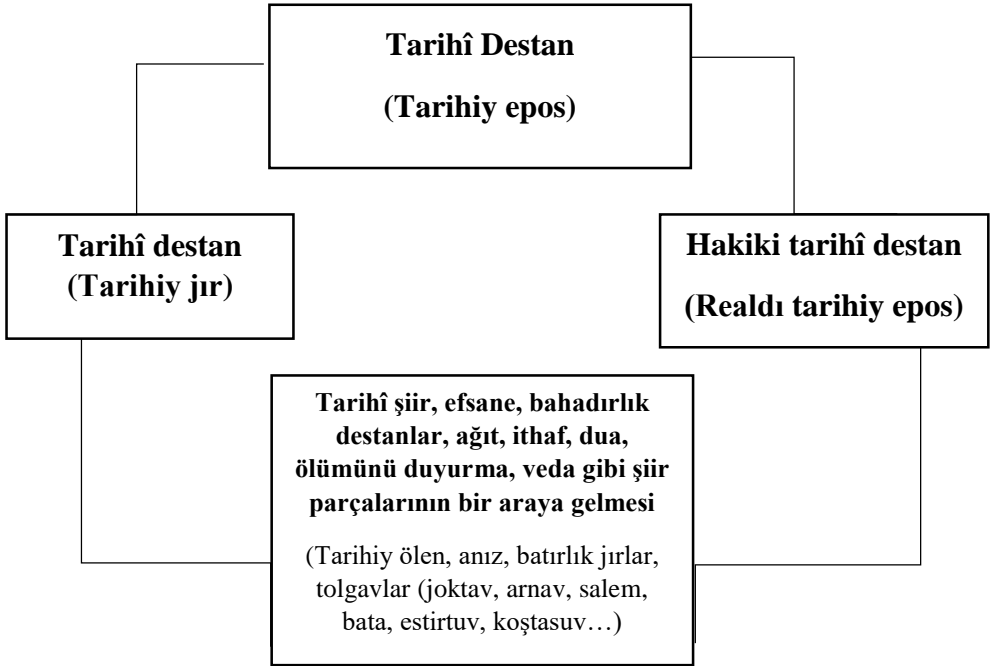 Tarihî Destan
(Tarihiy epos)
Tarihî destan
(Tarihiy jır)
Hakiki tarihî destan
(Realdı tarihiy epos)
Tarihî şiir, efsane, bahadırlık
destanlar, ağıt, ithaf, dua,
ölümünü duyurma, veda gibi şiir
parçalarının bir araya gelmesi
(Tarihiy ölen, anız, batırlık jırlar,
tolgavlar (joktav, arnav, salem,
bata, estirtuv, koştasuv…)